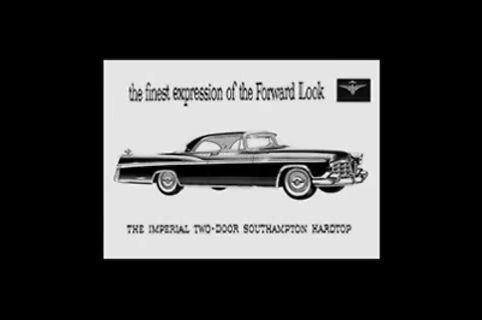 the finest expression of the Forward Look
THE IMPERIAL TWO-DOOR SOUTHAMPTON HARDTOP